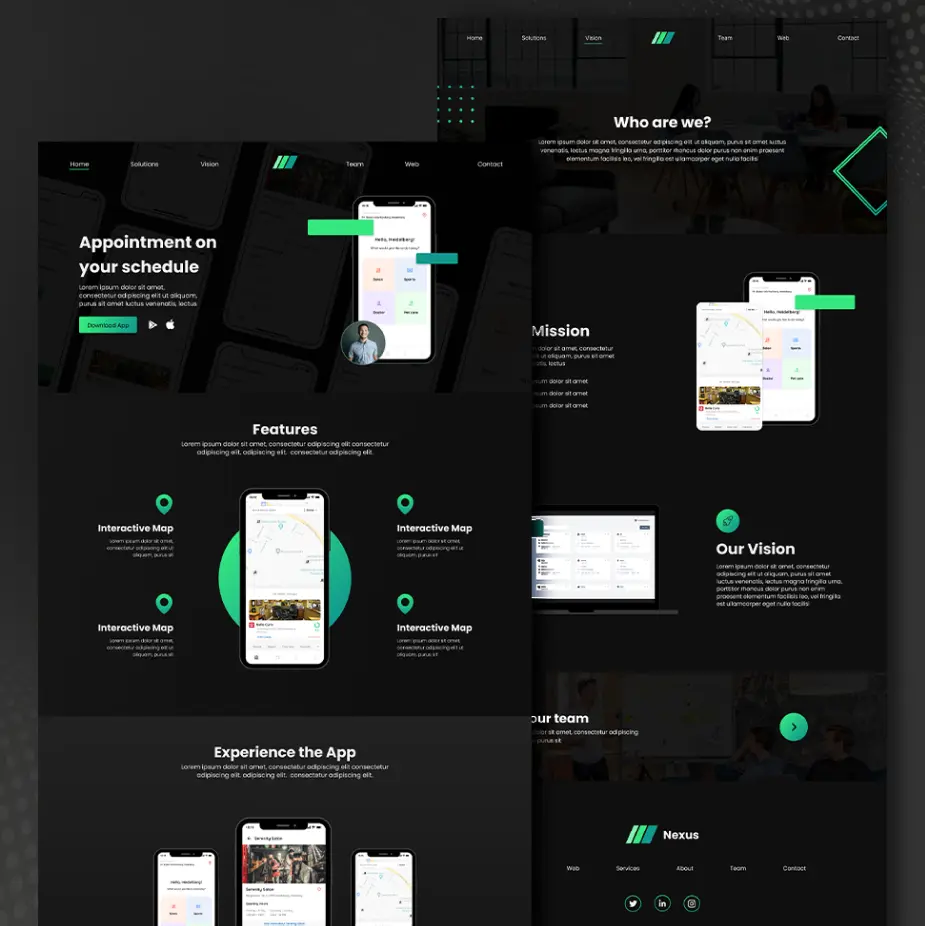 Home Solutions Vision Team Web Contact
Who are we?
Lorem ipsum dolor sit amet, consectetur adipiscing elit ut aliquam, purus sit amet luctus
venenatis, lectus magna fringilla urna, porttitor rhoncus dolor purus non enim praesent
elementum facilisis leo, vel fringilla est ullamcorper eget nulla facilisi
Home Solutions Vision Team Web Contact
Appointment on
your schedule
Lorem ipsum dolor sit amet,
consectetur adipiscing elit ut aliquam,
purus sit amet luctus venenatis, lectus
Download App
Hello, Heidelberg!
Sports
Doctor
Pet care
Features
Lorem ipsum dolor sit amet, consectetur adipiscing elit consectetur
adipiscing elit, adipiscing elit. consectetur adipiscing elit.
Interactive Map
Lorem ipsum dolor sit amet,
consectetur adipiscing elit ut
aliquam, purus sit
Interactive Map
Lorem ipsum dolor sit amet,
consectetur adipiscing elit ut
aliquam, purus sit
Interactive Map
Lorem ipsum dolor sit amet,
consectetur adipiscing elit ut
aliquam, purus sit
Interactive Map
Lorem ipsum dolor sit amet,
consectetur adipiscing elit ut
aliquam, purus sit
Experience the App
Lorem ipsum dolor sit amet, consectetur adipiscing elit consectetur
adipiscing elit, adipiscing elit. consectetur adipiscing elit.
Hello, Heidelberg!
Serenity Salon
Serenity Salon
Mission
dolor sit amet, consectetur
elit ut aliquam, purus sit amet
lectus
dolor sit amet
dolor sit amet
dolor sit amet
Our Vision
Lorem ipsum dolor sit amet, consectetur
adipiscing elit ut aliquam, purus sit amet
luctus venenatis, lectus magna fringilla urna,
porttitor rhoncus dolor purus non enim
praesent elementum facilisis leo, vel fringilla
est ullamcorper eget nulla facilisi
our team
dolor sit amet, consectetur adipiscing
purus sit
Nexus
Web Services About Team Contact